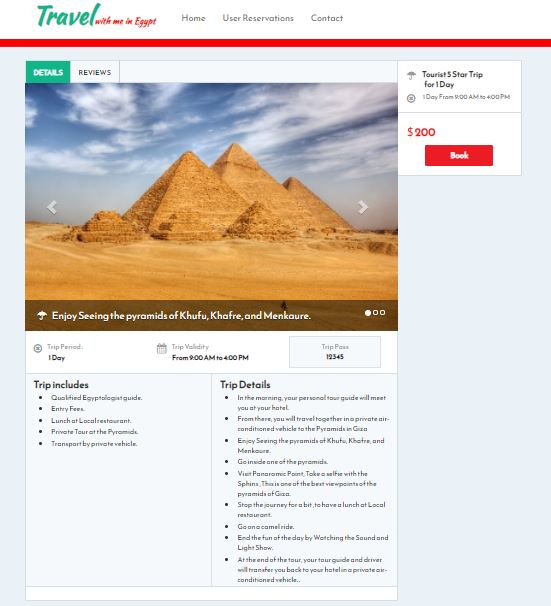 Travel with me in Egypt
Home User Reservations Contact
DETAILS REVIEWS
Enjoy Seeing the pyramids of Khufu, Khafre, and Menkaure.
Trip Period:
1 Day
Trip Validity
From 9:00 AM to 4:00 PM
Trip Pass
12345
Trip includes
Qualified Egyptologist guide.
Entry Fees.
Lunch at Local restaurant.
Private Tour at the Pyramids.
Transport by private vehicle.
Trip Details
In the morning, your personal tour guide will meet
you at your hotel.
From there, you will travel together in a private air-
conditioned vehicle to the Pyramids in Giza
Enjoy Seeing the pyramids of Khufu, Khafre, and
Menkaure.
Go inside one of the pyramids.
Visit Panoramic Point, Take a selfie with the
Sphins ,This is one of the best viewpoints of the
pyramids of Giza.
Stop the journey for a bit ,to have a lunch at Local
restaurant.
Go on a camel ride.
End the fun of the day by Watching the Sound and
Light Show.
At the end of the tour, your tour guide and driver
will transfer you back to your hotel in a private air-
conditioned vehicle..
Tourist 5 Star Trip
for 1 Day
1 Day From 9:00 AM to 4:00 PM
$200
Book